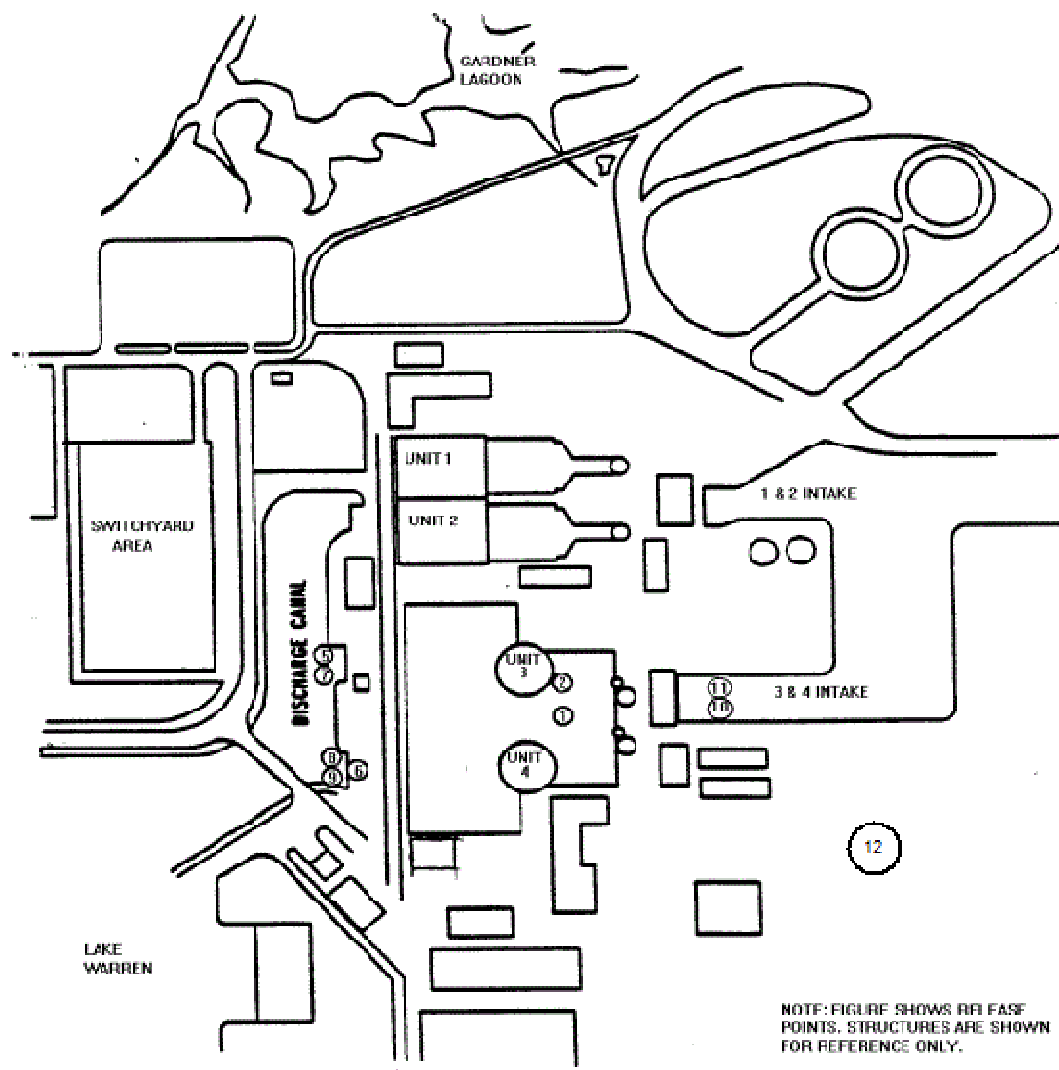 GARDNER
LAGOON
UNIT 1
UNIT 2
1 & 2 INTAKE
SWITCHYARD
AREA
DISCHARGE CANAL
5
7
UNIT
3
2
1
11
10
3 & 4 INTAKE
8
9
6
UNIT
4
12
LAKE
WARREN
NOTE: FIGURE SHOWS RELEASE
POINTS. STRUCTURES ARE SHOWN
FOR REFERENCE ONLY.